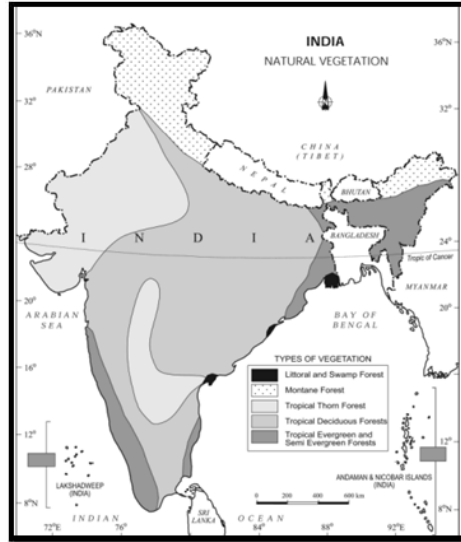 INDIA
NATURAL VEGETATION
36°N
36°N
PAKISTAN
32°
32°
CHINA
(TIBET)
28°
28°
NEPAL
BHUTAN
I N D I A
24°
24°
BANGLADESH
Tropic of Cancer
MYANMAR
20°
20°
ARABIAN
SEA
BAY OF
BENGAL
TYPES OF VEGETATION
Littoral and Swamp Forest
Montane Forest
Tropical Thorn Forest
Tropical Deciduous Forests
Tropical Evergreen and
Semi Evergreen Forests
16°
16°
12°
12°
LAKSHADWEEP
(INDIA)
ANDAMAN & NICOBAR ISLANDS
(INDIA)
8°N
8°N
SRI
LANKA
0 200 400 600 km
INDIAN OCEAN
72°E
76°
88°
92°E